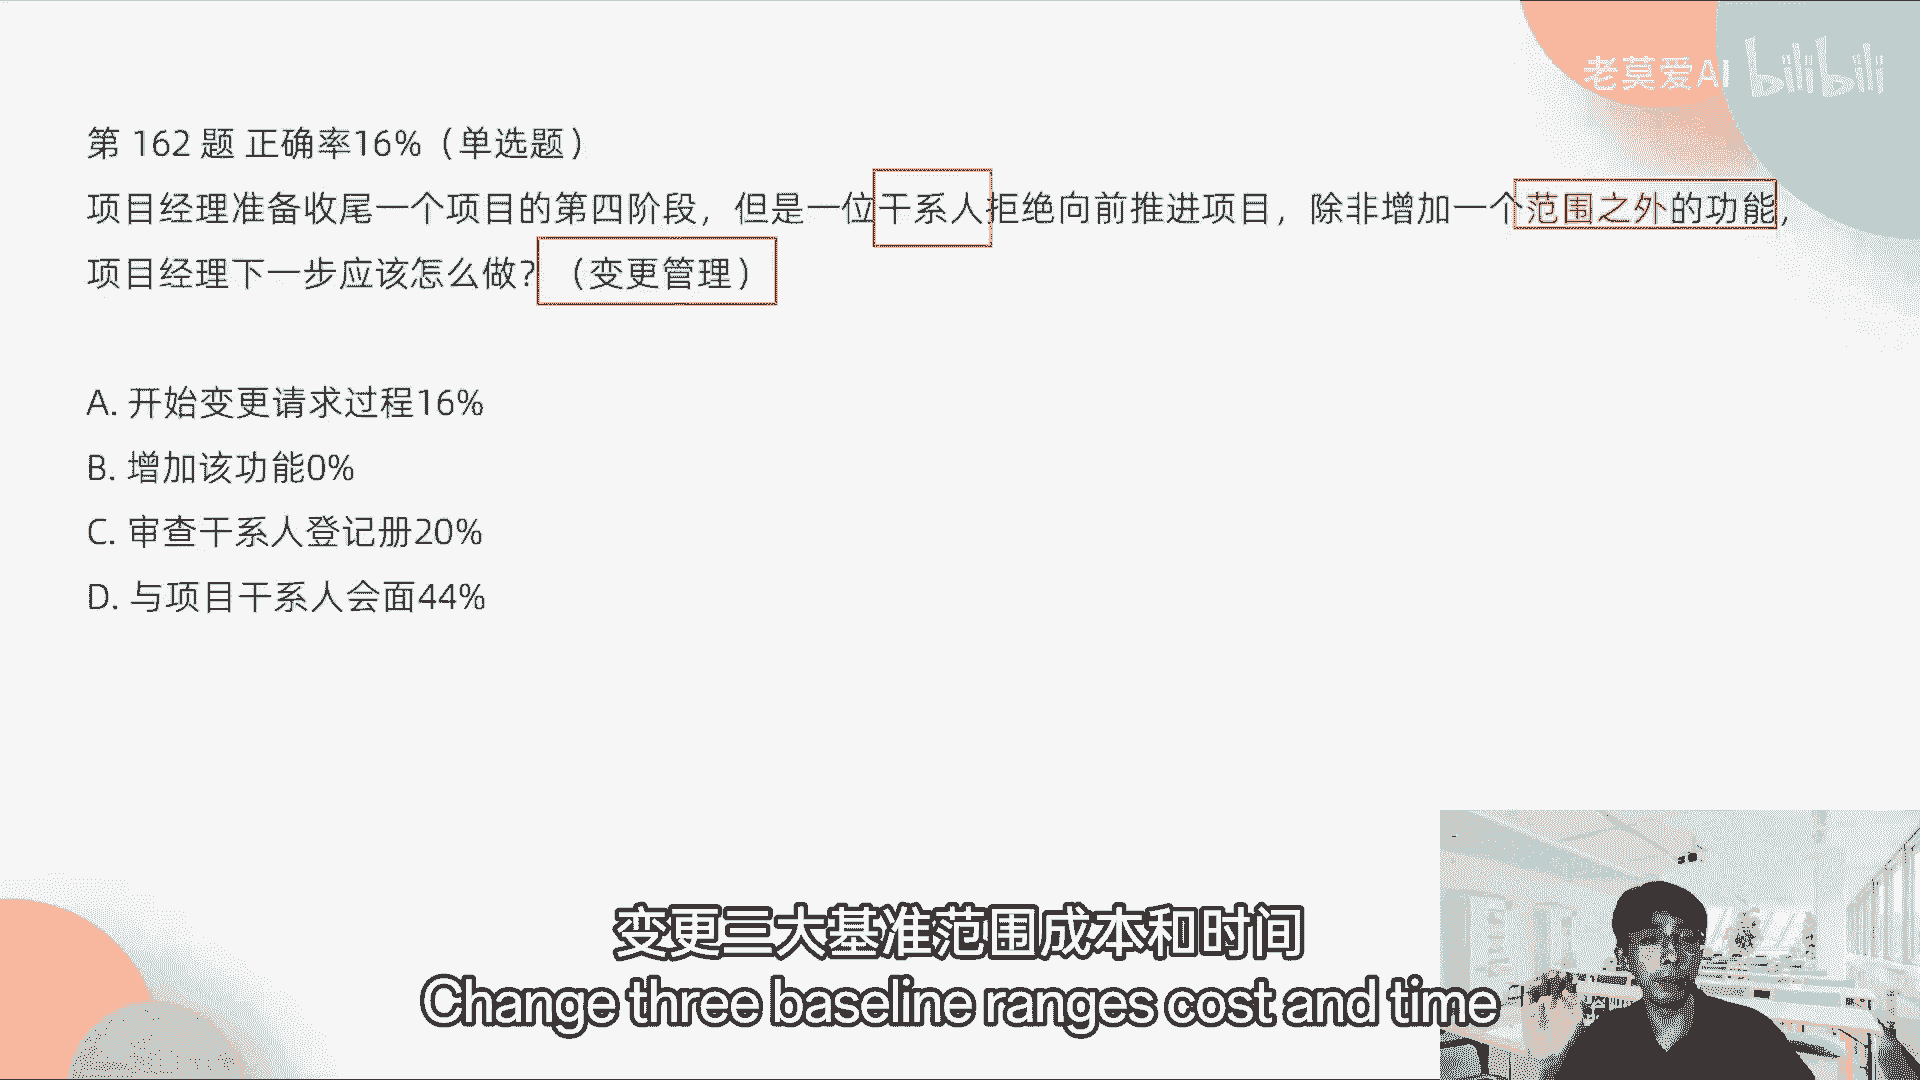 老莫爱AI bilibili
第 162 题 正确率16%（单选题）
项目经理准备收尾一个项目的第四阶段，但是一位干系人拒绝向前推进项目，除非增加一个范围之外的功能，
项目经理下一步应该怎么做？（变更管理）
A. 开始变更请求过程16%
B. 增加该功能0%
C. 审查干系人登记册20%
D. 与项目干系人会面44%
变更三大基准范围成本和时间
Change three baseline ranges cost and time